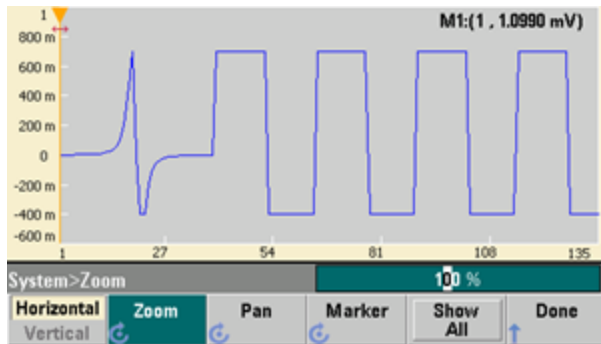 1
M1:(1 , 1.0990 mV)
800 m
600 m
400 m
200 m
0
-200 m
-400 m
-600 m
1 27 54 81 108 135
System>Zoom 100 %
Horizontal Zoom Pan Marker Show All Done
Vertical